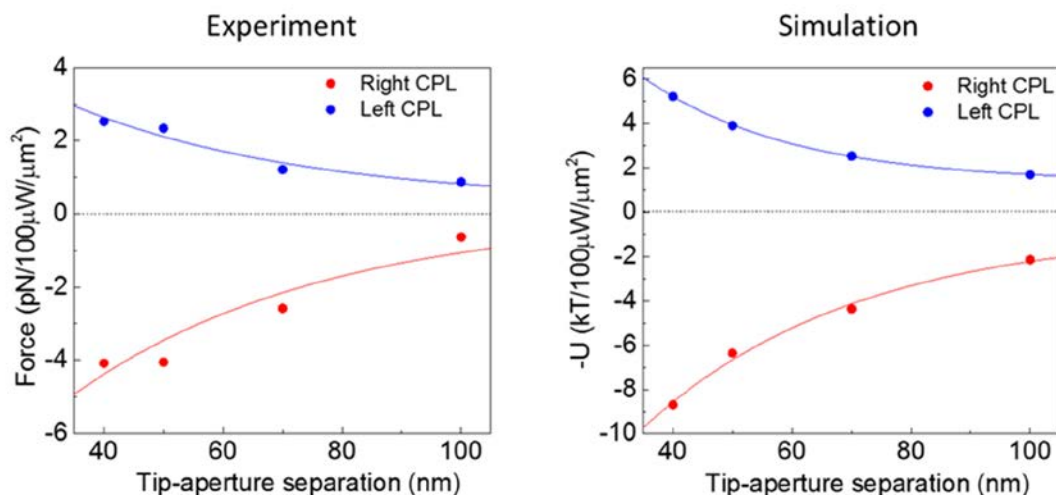 Experiment
Force (pN/100μW/μm²)
4
2
0
-2
-4
-6
Right CPL
Left CPL
40
60
80
100
Tip-aperture separation (nm)
Simulation
-U (kT/100μW/μm²)
6
4
2
0
-2
-4
-6
-8
-10
Right CPL
Left CPL
40
60
80
100
Tip-aperture separation (nm)